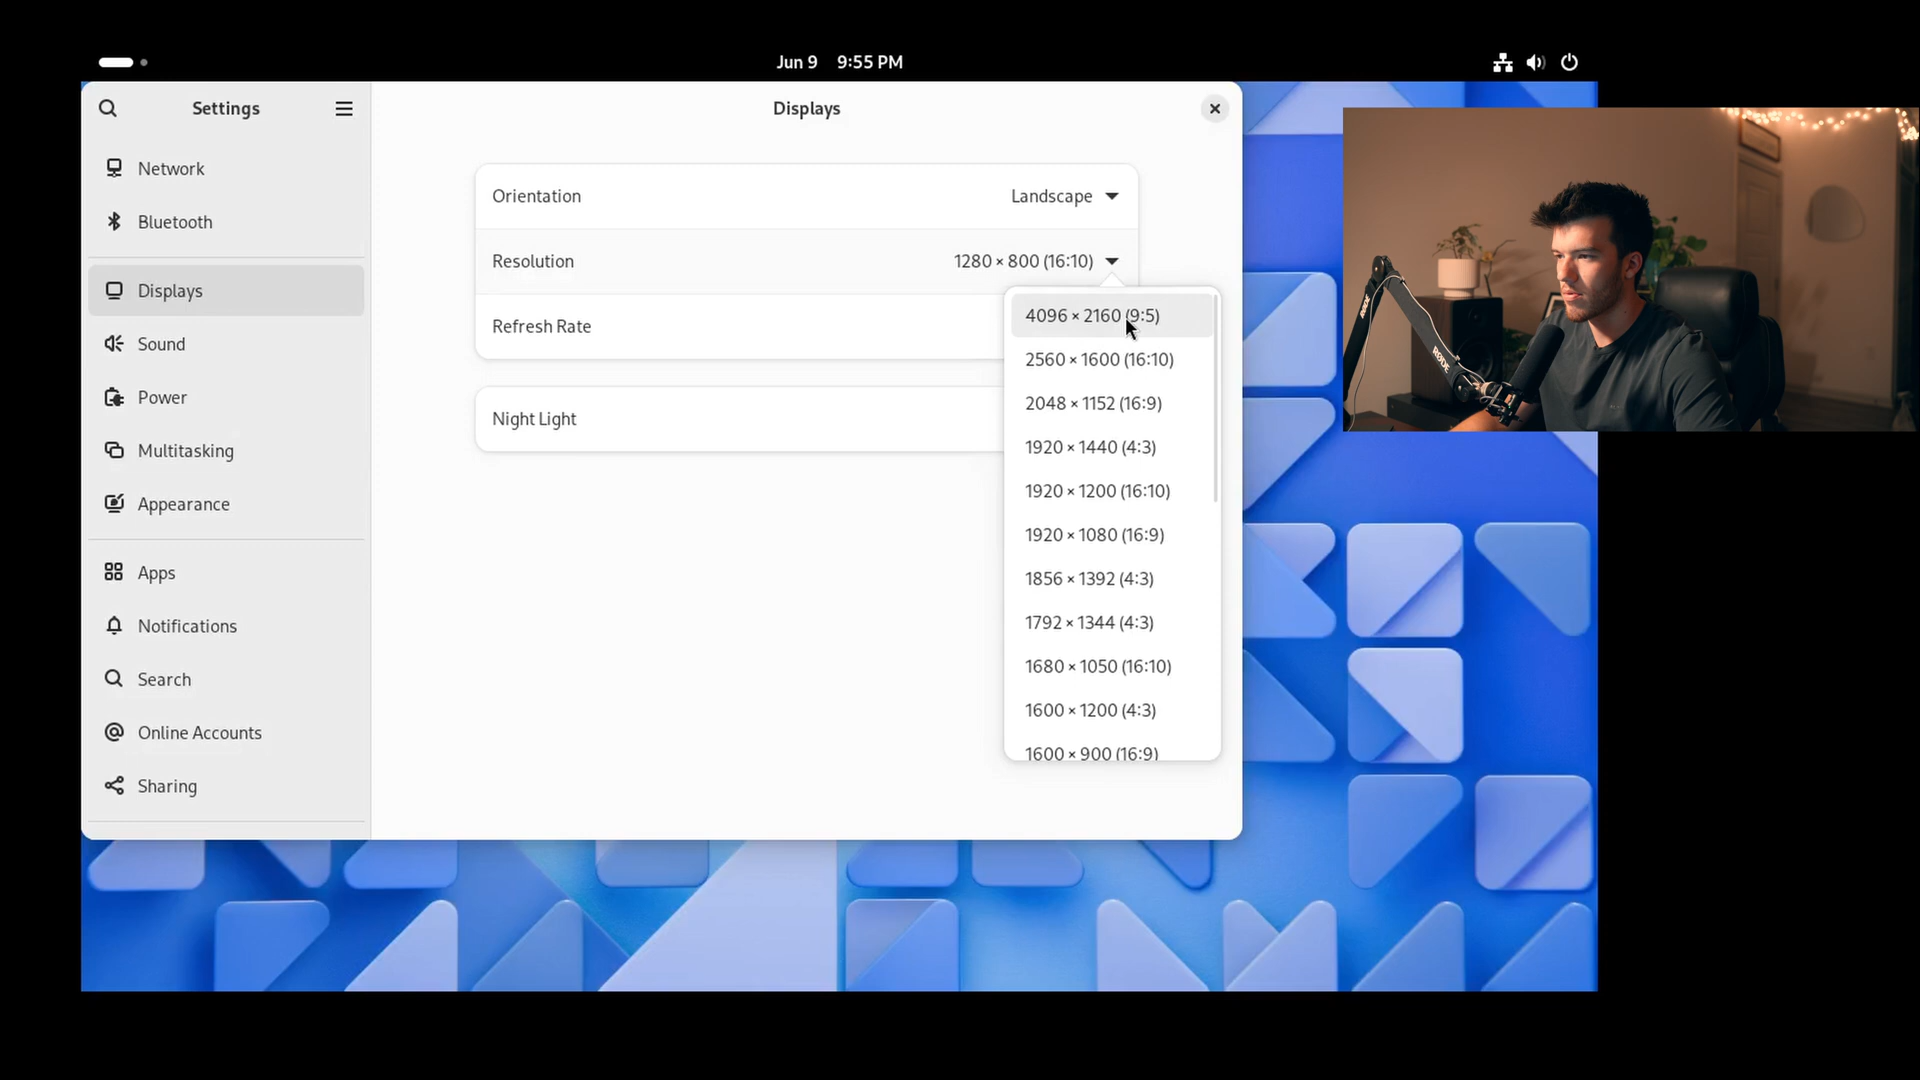 Jun 9 9:55 PM
Settings
Displays
Network
Bluetooth
Displays
Sound
Power
Multitasking
Appearance
Apps
Notifications
Search
Online Accounts
Sharing
Orientation
Landscape
Resolution
1280 × 800 (16:10)
Refresh Rate
Night Light
4096 × 2160 (9:5)
2560 × 1600 (16:10)
2048 × 1152 (16:9)
1920 × 1440 (4:3)
1920 × 1200 (16:10)
1920 × 1080 (16:9)
1856 × 1392 (4:3)
1792 × 1344 (4:3)
1680 × 1050 (16:10)
1600 × 1200 (4:3)
1600 × 900 (16:9)
RØDE
RØDE